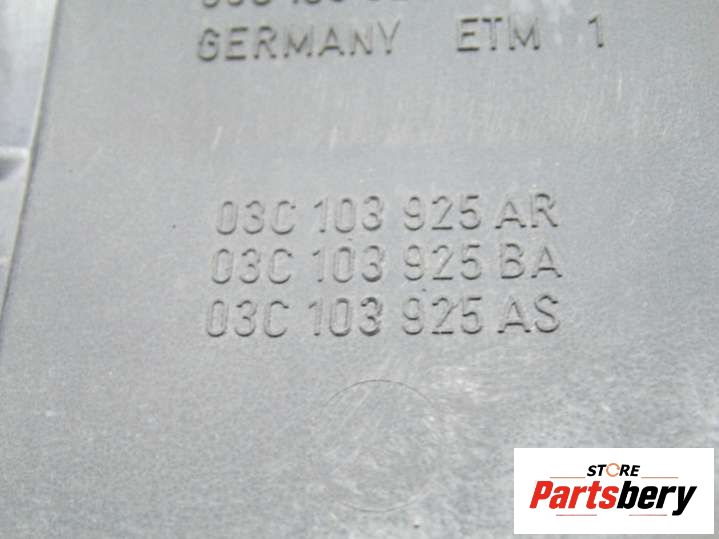 GERMANY ETM 1
03C 103 925 AR
03C 103 925 BA
03C 103 925 AS
STORE
Partsbery